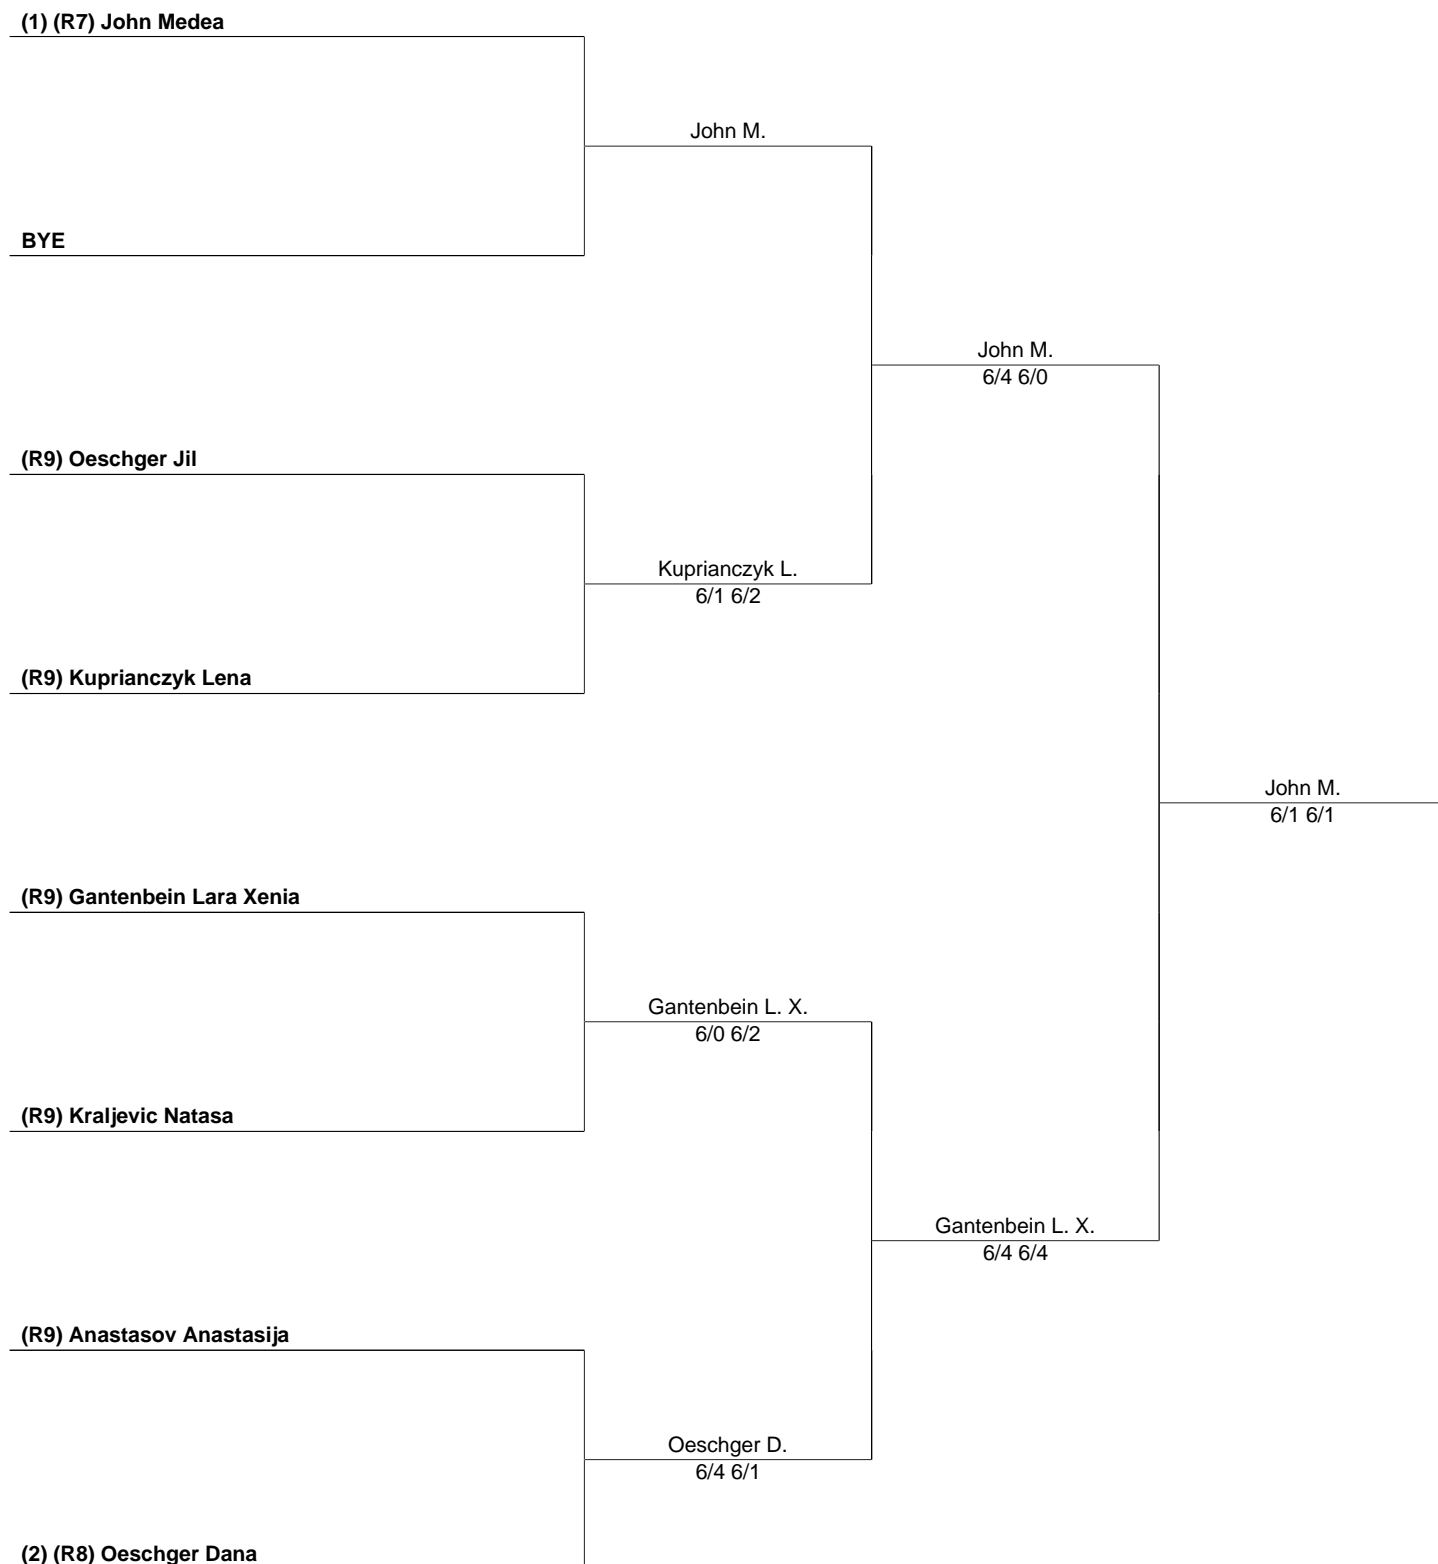 (1) (R7) John Medea
John M.
BYE
John M.
6/4 6/0
(R9) Oeschger Jil
Kuprianczyk L.
6/1 6/2
(R9) Kuprianczyk Lena
John M.
6/1 6/1
(R9) Gantenbein Lara Xenia
Gantenbein L. X.
6/0 6/2
(R9) Kraljevic Natasa
Gantenbein L. X.
6/4 6/4
(R9) Anastasov Anastasija
Oeschger D.
6/4 6/1
(2) (R8) Oeschger Dana